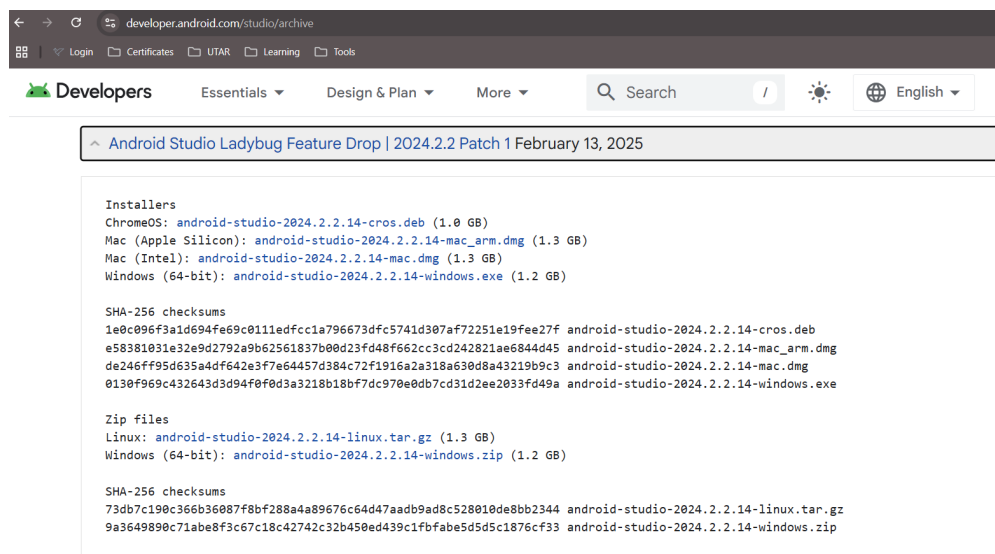 developer.android.com/studio/archive
Login Certificates UTAR Learning Tools
Developers Essentials Design & Plan More Search / English
Android Studio Ladybug Feature Drop | 2024.2.2 Patch 1 February 13, 2025
Installers
ChromeOS: android-studio-2024.2.2.14-cros.deb (1.0 GB)
Mac (Apple Silicon): android-studio-2024.2.2.14-mac_arm.dmg (1.3 GB)
Mac (Intel): android-studio-2024.2.2.14-mac.dmg (1.3 GB)
Windows (64-bit): android-studio-2024.2.2.14-windows.exe (1.2 GB)
SHA-256 checksums
1e0c096f3a1d694fe69c0111edfcc1a796673dfc5741d307af72251e19fee27f android-studio-2024.2.2.14-cros.deb
e58381031e32e9d2792a9b62561837b00d23fd48f662cc3cd242821ae6844d45 android-studio-2024.2.2.14-mac_arm.dmg
de246ff95d635a4df642e3f7e64457d384c72f1916a2a318a630d8a43219b9c3 android-studio-2024.2.2.14-mac.dmg
0130f969c432643d3d94f0f0d3a3218b18bf7dc970e0db7cd31d2ee2033fd49a android-studio-2024.2.2.14-windows.exe
Zip files
Linux: android-studio-2024.2.2.14-linux.tar.gz (1.3 GB)
Windows (64-bit): android-studio-2024.2.2.14-windows.zip (1.2 GB)
SHA-256 checksums
73db7c190c366b36087f8bf288a4a89676c64d47aadb9ad8c528010de8bb2344 android-studio-2024.2.2.14-linux.tar.gz
9a3649890c71abe8f3c67c18c42742c32b450ed439c1fbfabe5d5d5c1876cf33 android-studio-2024.2.2.14-windows.zip